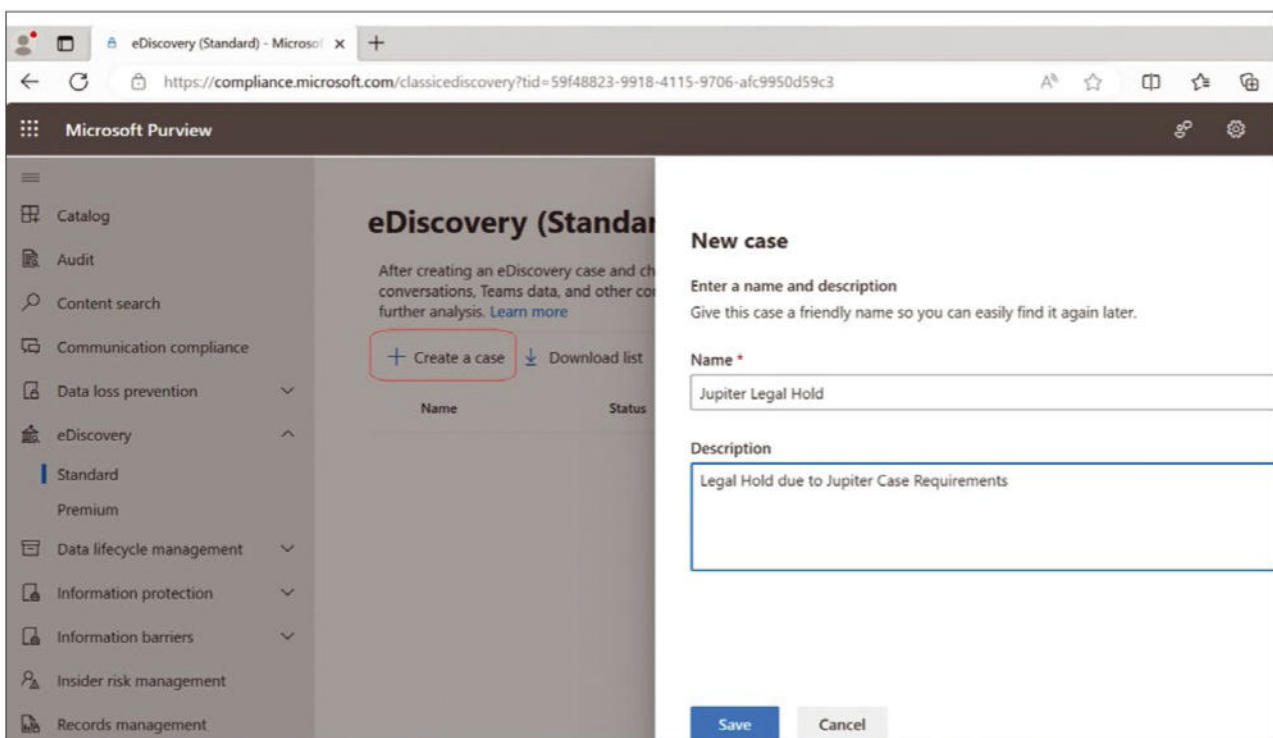 eDiscovery (Standard) - Microsof
https://compliance.microsoft.com/classicediscovery?tid=59f48823-9918-4115-9706-afc9950d59c3
Microsoft Purview
Catalog
Audit
Content search
Communication compliance
Data loss prevention
eDiscovery
Standard
Premium
Data lifecycle management
Information protection
Information barriers
Insider risk management
Records management
eDiscovery (Standar
After creating an eDiscovery case and ch
conversations, Teams data, and other co
further analysis. Learn more
Create a case
Download list
Name
Status
New case
Enter a name and description
Give this case a friendly name so you can easily find it again later.
Name *
Jupiter Legal Hold
Description
Legal Hold due to Jupiter Case Requirements
Save
Cancel